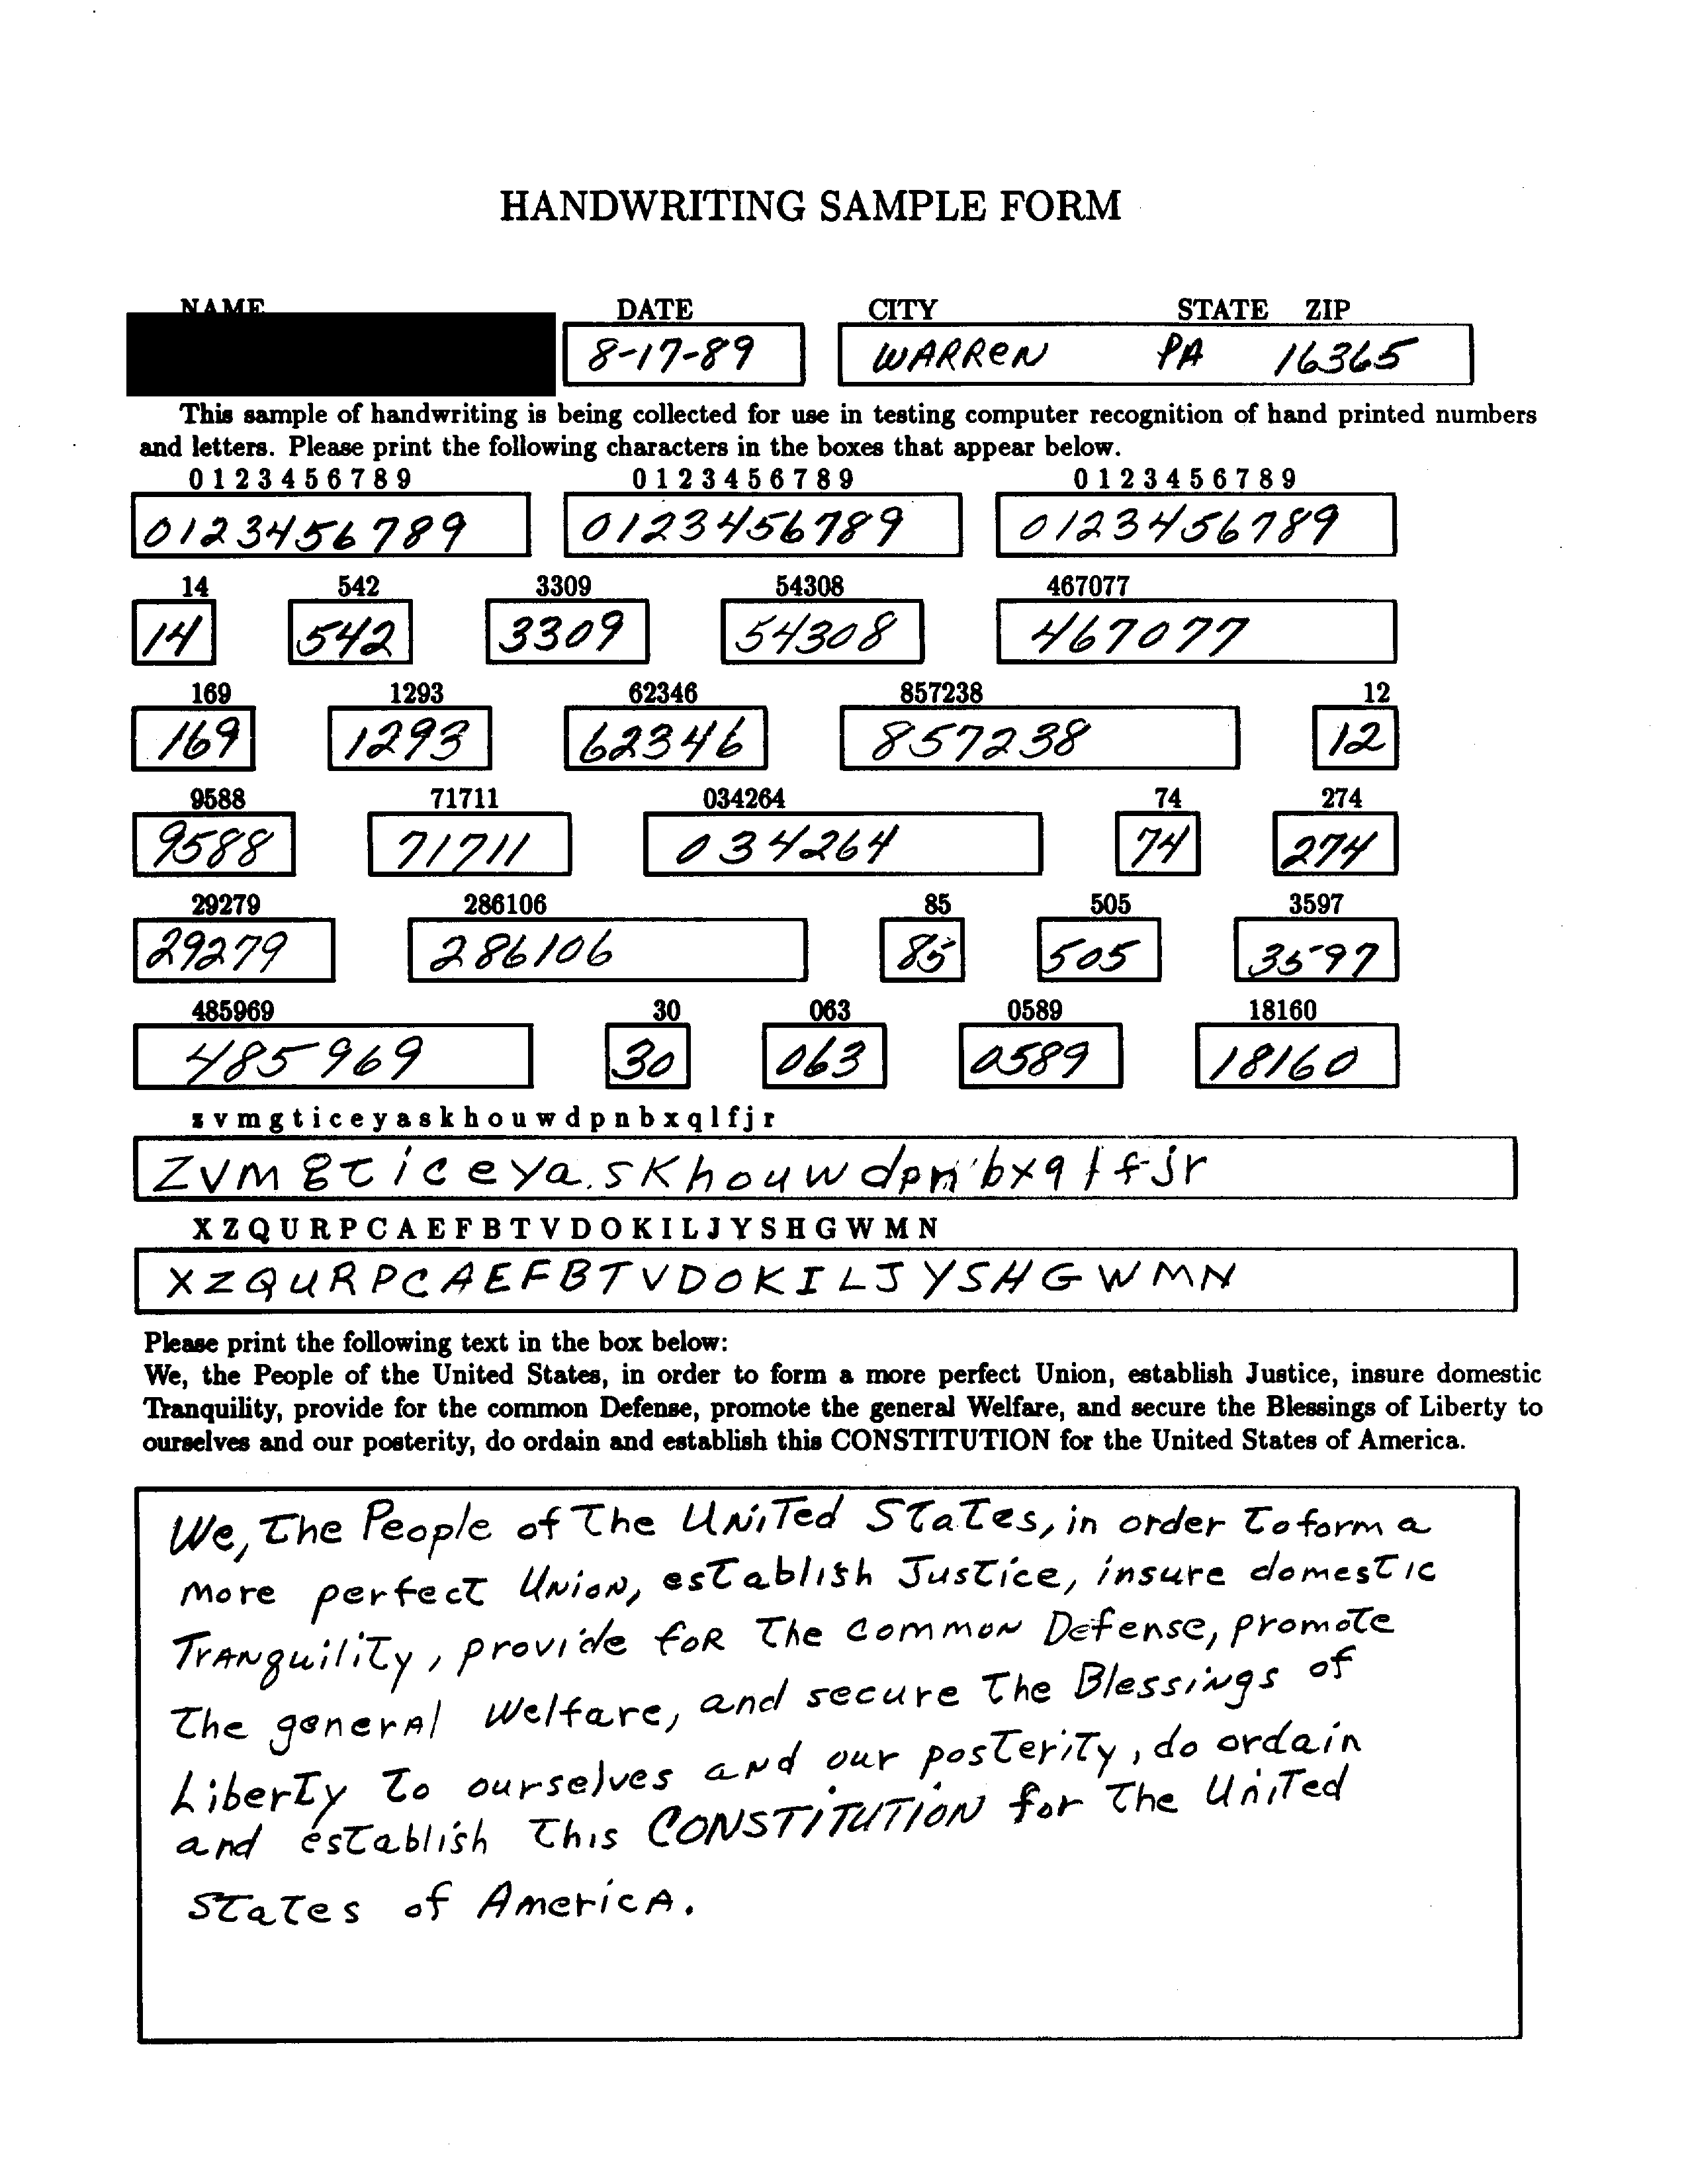 HANDWRITING SAMPLE FORM
NAME DATE CITY STATE ZIP
8-17-89 WARREN PA 16365
This sample of handwriting is being collected for use in testing computer recognition of hand printed numbers
and letters. Please print the following characters in the boxes that appear below.
0 1 2 3 4 5 6 7 8 9 0 1 2 3 4 5 6 7 8 9 0 1 2 3 4 5 6 7 8 9
0123456789 0123456789 0123456789
14 542 3309 54308 467077
14 542 3309 54308 467077
169 1293 62346 857238 12
169 1293 62346 857238 12
9588 71711 034264 74 274
9588 71711 034264 74 274
29279 286106 85 505 3597
29279 286106 85 505 3597
485969 30 063 0589 18160
485969 30 063 0589 18160
z v m g t i c e y a s k h o u w d p n b x q l f j r
Z V M g t i c e Y a . s K h o u w d p n b x q l f j r
X Z Q U R P C A E F B T V D O K I L J Y S H G W M N
X Z Q U R P C A E F B T V D O K I L J Y S H G W M N
Please print the following text in the box below:
We, the People of the United States, in order to form a more perfect Union, establish Justice, insure domestic
Tranquility, provide for the common Defense, promote the general Welfare, and secure the Blessings of Liberty to
ourselves and our posterity, do ordain and establish this CONSTITUTION for the United States of America.
We, The People of The UNiTed STaTes, in order To form a
more perfect UNioN, esTablish JusTice, insure domesTic
TrANquiliTy, provide foR The common Defense, promoTe
The generAl Welfare, and secure The BlessiNgs of
LiberTy To ourselves aNd our posTeriTy, do ordain
and esTablish This CONSTiTUTiON for The UniTed
STaTes of AmericA.